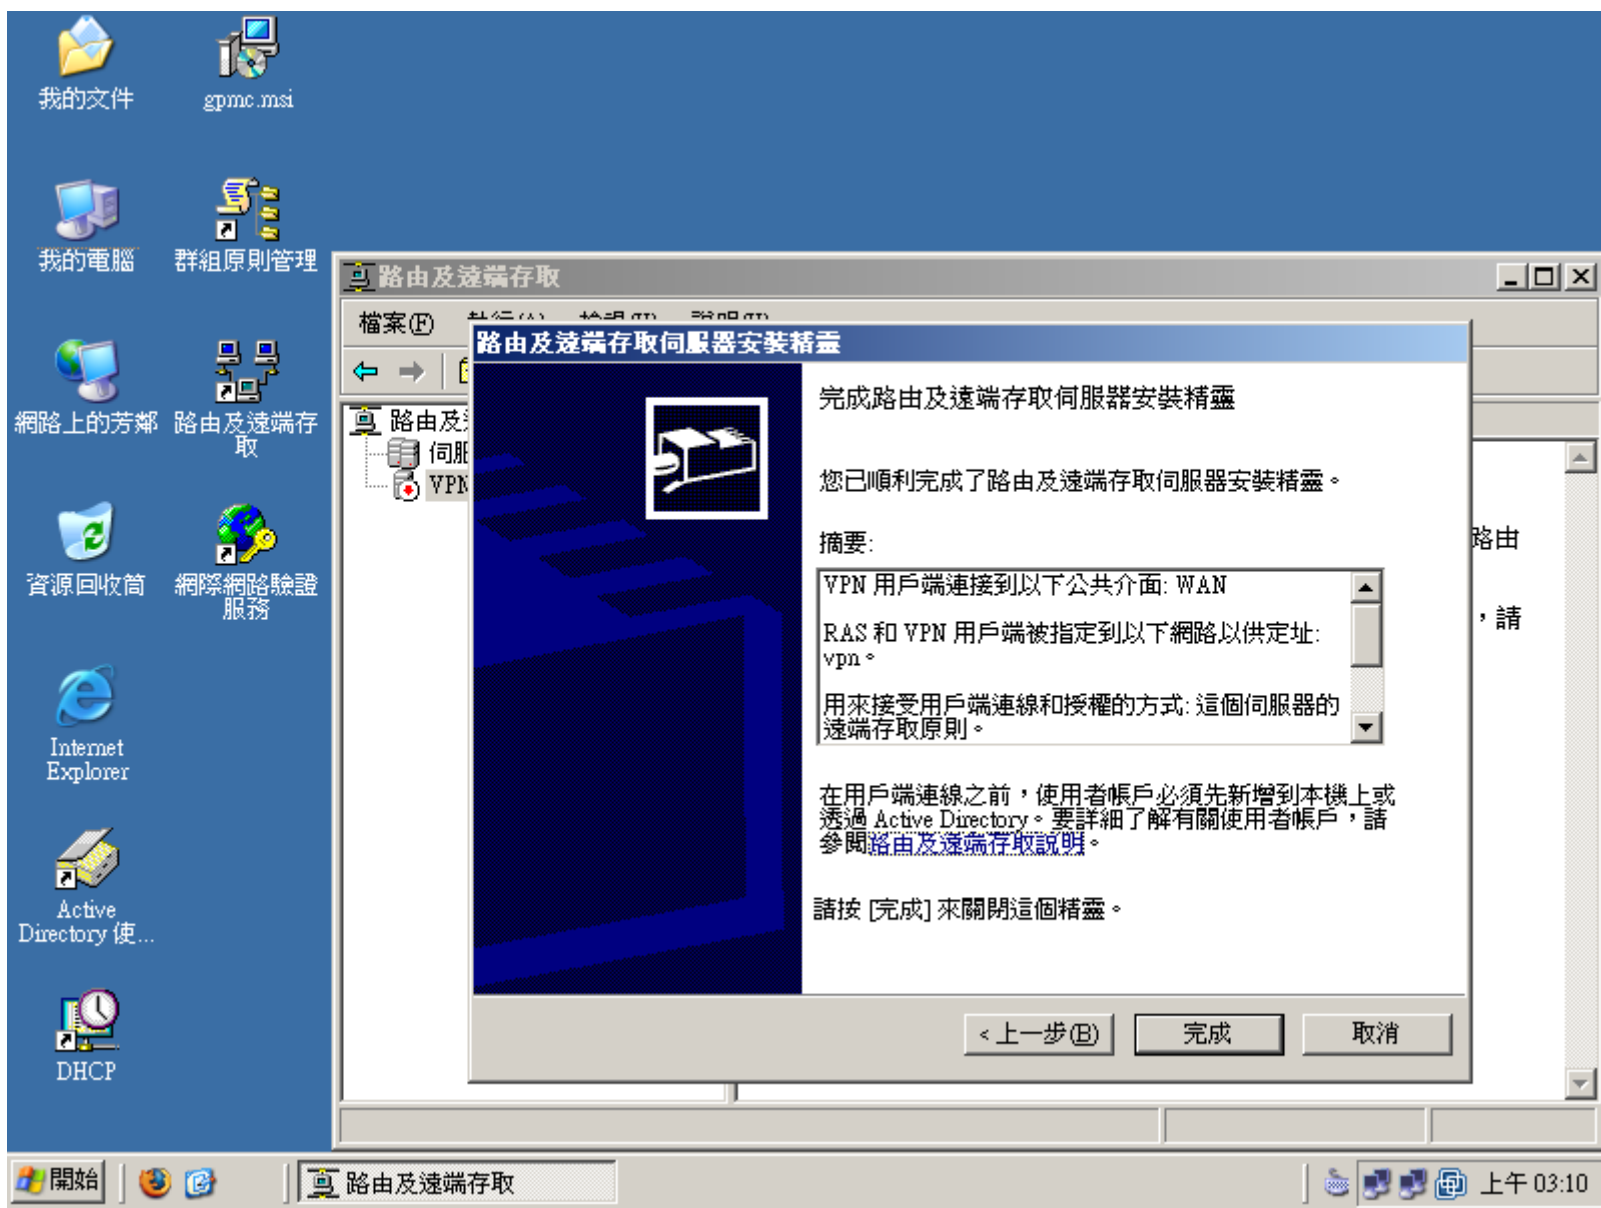 我的文件
gpmc.msi
我的電腦
群組原則管理
網路上的芳鄰
路由及遠端存
取
資源回收筒
網際網路驗證
服務
Internet
Explorer
Active
Directory 使...
DHCP
路由及遠端存取
檔案(F)
路由及遠
伺服
VPN
路由
，請
路由及遠端存取伺服器安裝精靈
完成路由及遠端存取伺服器安裝精靈
您已順利完成了路由及遠端存取伺服器安裝精靈。
摘要:
VPN 用戶端連接到以下公共介面: WAN
RAS 和 VPN 用戶端被指定到以下網路以供定址:
vpn。
用來接受用戶端連線和授權的方式: 這個伺服器的
遠端存取原則。
在用戶端連線之前，使用者帳戶必須先新增到本機上或
透過 Active Directory。要詳細了解有關使用者帳戶，請
參閱路由及遠端存取說明。
請按 [完成] 來關閉這個精靈。
<上一步(B)
完成
取消
開始
路由及遠端存取
上午 03:10